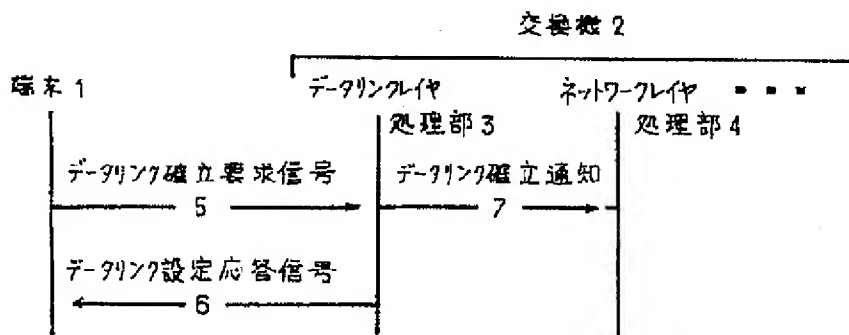 交換機2
端末1
データリンクレイヤ
処理部3
ネットワークレイヤ
処理部4
データリンク確立要求信号
5
データリンク確立通知
7
データリンク設定応答信号
6